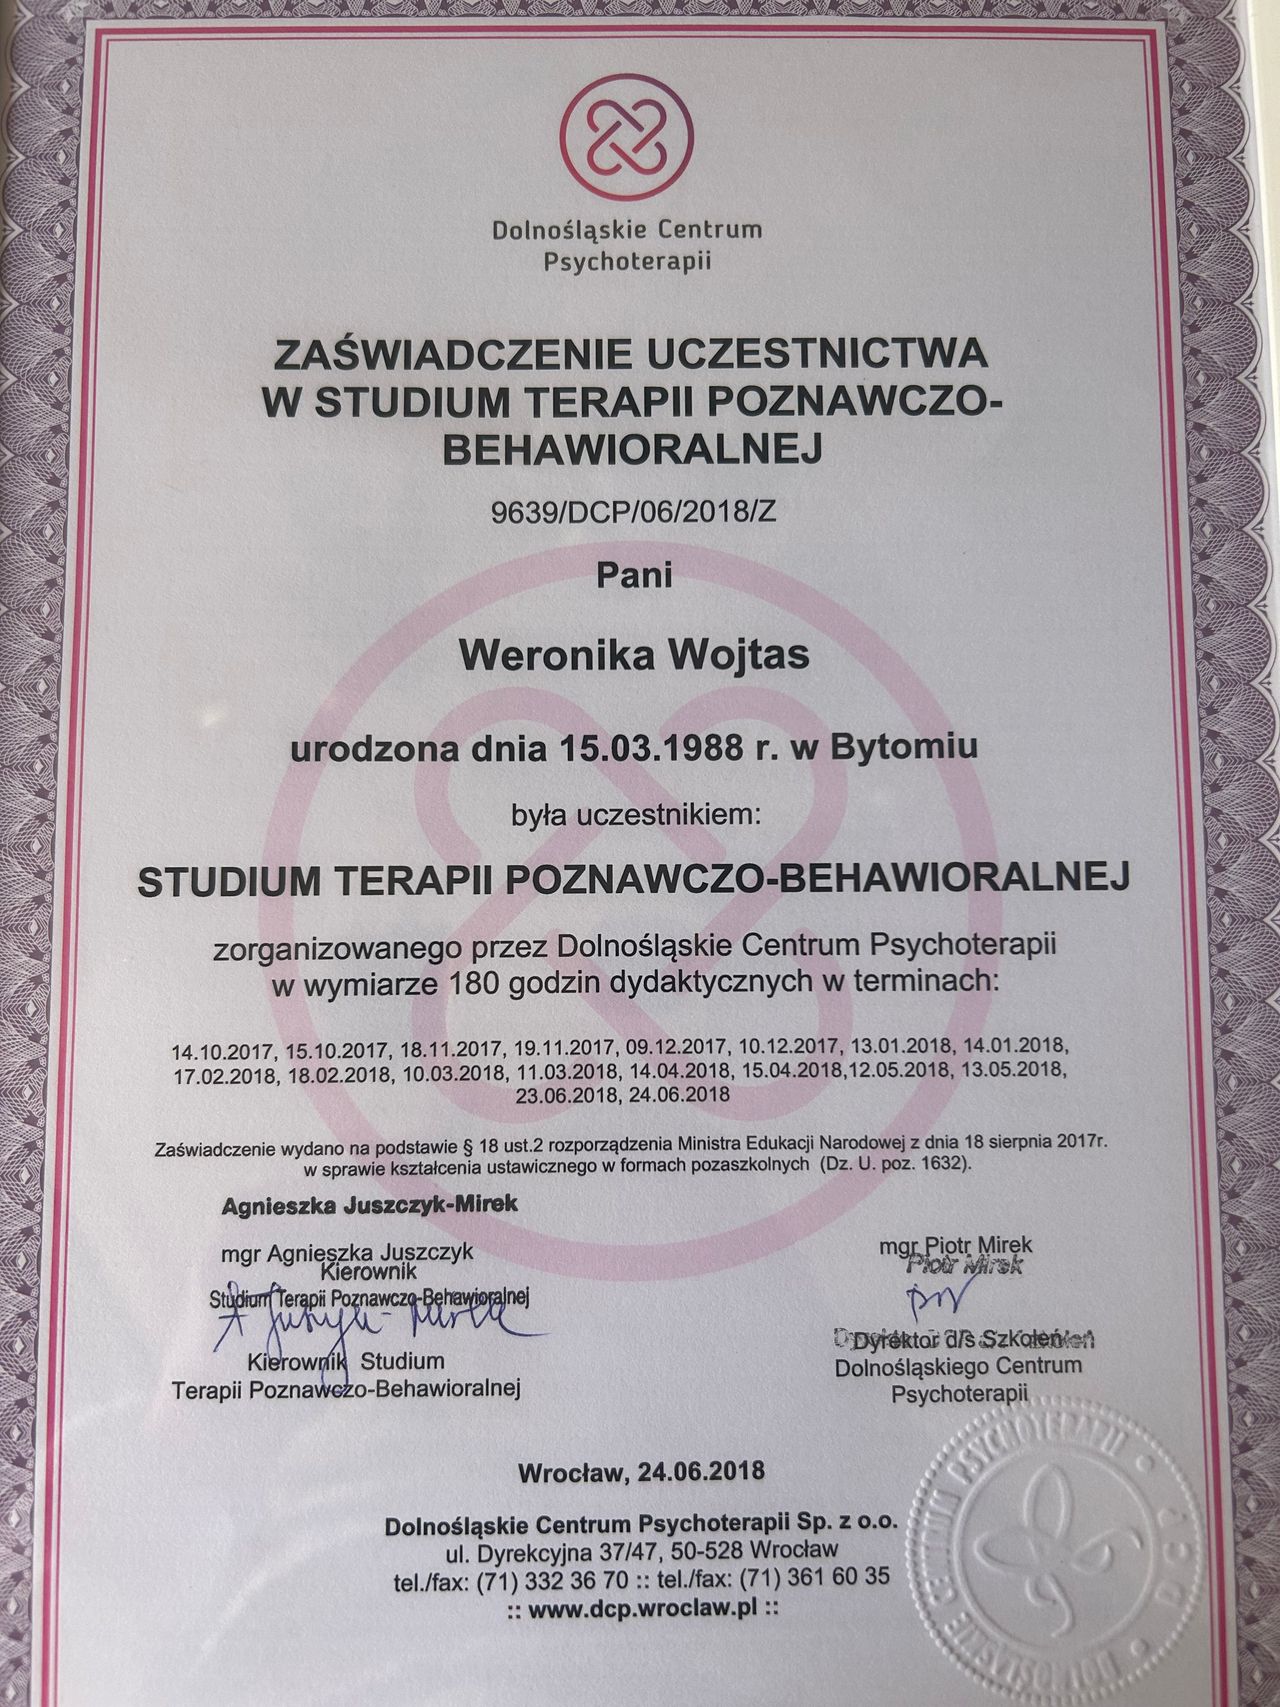 Dolnośląskie Centrum
Psychoterapii
ZAŚWIADCZENIE UCZESTNICTWA
W STUDIUM TERAPII POZNAWCZO-
BEHAWIORALNEJ
9639/DCP/06/2018/Z
Pani
Weronika Wojtas
urodzona dnia 15.03.1988 r. w Bytomiu
była uczestnikiem:
STUDIUM TERAPII POZNAWCZO-BEHAWIORALNEJ
zorganizowanego przez Dolnośląskie Centrum Psychoterapii
w wymiarze 180 godzin dydaktycznych w terminach:
14.10.2017, 15.10.2017, 18.11.2017, 19.11.2017, 09.12.2017, 10.12.2017, 13.01.2018, 14.01.2018,
17.02.2018, 18.02.2018, 10.03.2018, 11.03.2018, 14.04.2018, 15.04.2018,12.05.2018, 13.05.2018,
23.06.2018, 24.06.2018
Zaświadczenie wydano na podstawie § 18 ust.2 rozporządzenia Ministra Edukacji Narodowej z dnia 18 sierpnia 2017r.
w sprawie kształcenia ustawicznego w formach pozaszkolnych (Dz. U. poz. 1632).
Agnieszka Juszczyk-Mirek
mgr Agnieszka Juszczyk
Kierownik
Studium Terapii Poznawczo-Behawioralnej
Kierownik Studium
Terapii Poznawczo-Behawioralnej
mgr Piotr Mirek
Piotr Mirek
Dyrektor d/s Szkoleń
Dolnośląskiego Centrum
Psychoterapii
Wrocław, 24.06.2018
Dolnośląskie Centrum Psychoterapii Sp. z o.o.
ul. Dyrekcyjna 37/47, 50-528 Wrocław
tel./fax: (71) 332 36 70 :: tel./fax: (71) 361 60 35
:: www.dcp.wroclaw.pl ::
DOLNOŚLĄSKIE CENTRUM PSYCHOTERAPII • DCP •